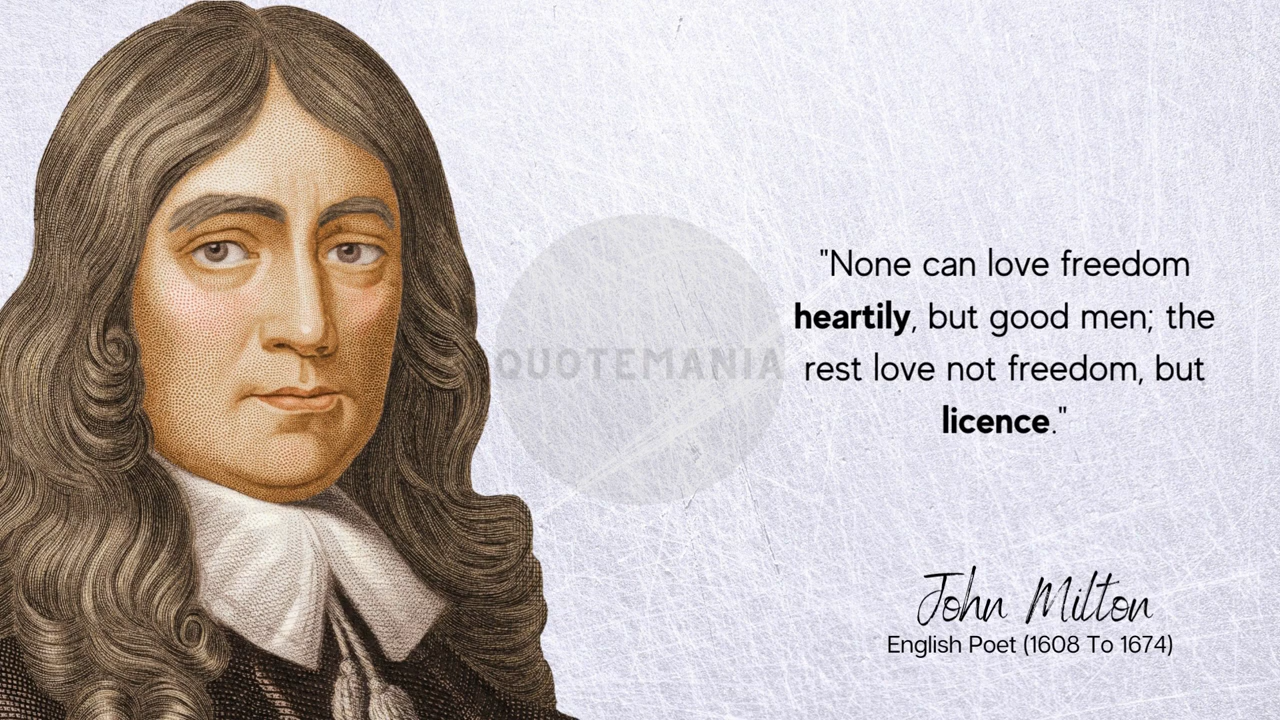 "None can love freedom
heartily, but good men; the
rest love not freedom, but
licence."
QUOTEMANIA
John Milton
English Poet (1608 To 1674)